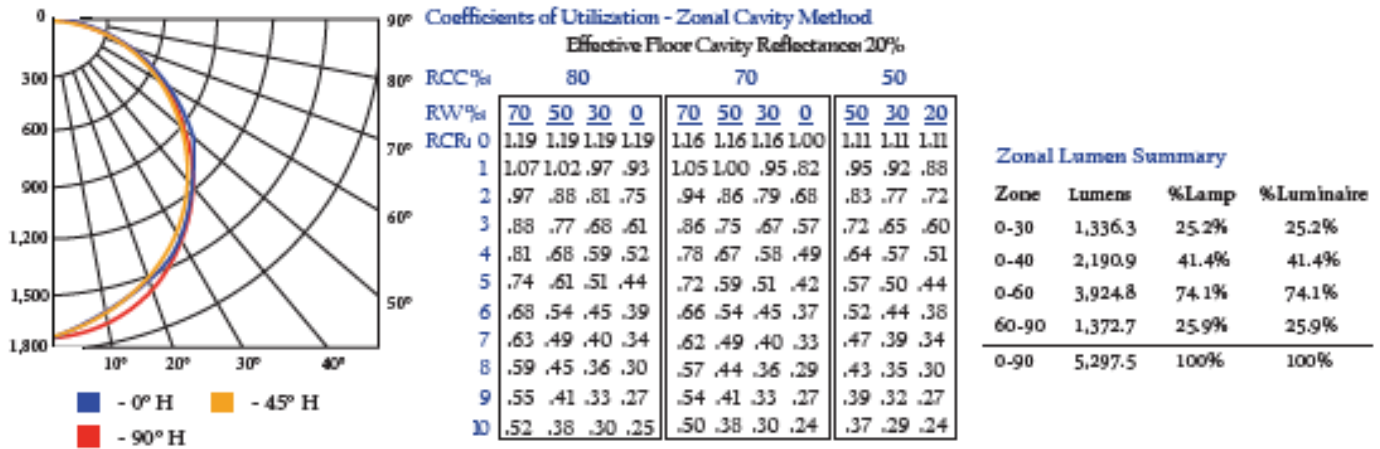 0
300
600
900
1,200
1,500
1,800
90°
80°
70°
60°
50°
10° 20° 30° 40°
- 0° H - 45° H
- 90° H
Coefficients of Utilization - Zonal Cavity Method
Effective Floor Cavity Reflectance: 20%
RCC %: 80 70 50
RW %: 70 50 30 0 70 50 30 0 50 30 20
RCR: 0 1.19 1.19 1.19 1.19 1.16 1.16 1.16 1.00 1.11 1.11 1.11
1 1.07 1.02 .97 .93 1.05 1.00 .95 .82 .95 .92 .88
2 .97 .88 .81 .75 .94 .86 .79 .68 .83 .77 .72
3 .88 .77 .68 .61 .86 .75 .67 .57 .72 .65 .60
4 .81 .68 .59 .52 .78 .67 .58 .49 .64 .57 .51
5 .74 .61 .51 .44 .72 .59 .51 .42 .57 .50 .44
6 .68 .54 .45 .39 .66 .54 .45 .37 .52 .44 .38
7 .63 .49 .40 .34 .62 .49 .40 .33 .47 .39 .34
8 .59 .45 .36 .30 .57 .44 .36 .29 .43 .35 .30
9 .55 .41 .33 .27 .54 .41 .33 .27 .39 .32 .27
10 .52 .38 .30 .25 .50 .38 .30 .24 .37 .29 .24
Zonal Lumen Summary
Zone Lumens %Lamp %Luminaire
0-30 1,336.3 25.2% 25.2%
0-40 2,190.9 41.4% 41.4%
0-60 3,924.8 74.1% 74.1%
60-90 1,372.7 25.9% 25.9%
0-90 5,297.5 100% 100%